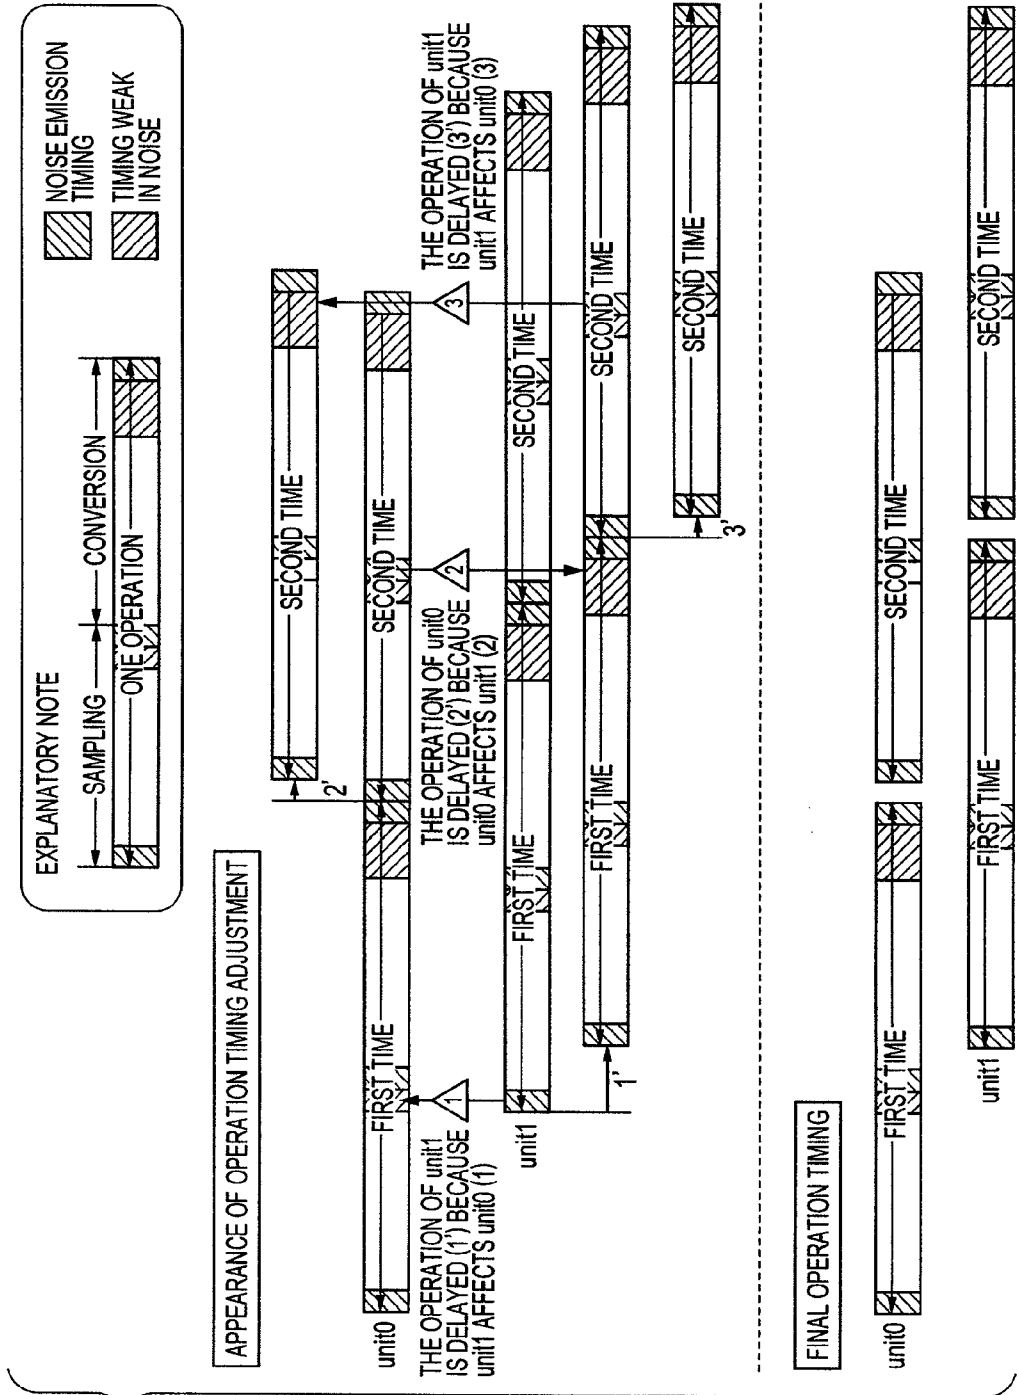 EXPLANATORY NOTE
SAMPLING
CONVERSION
ONE OPERATION
NOISE EMISSION
TIMING
TIMING WEAK
IN NOISE
APPEARANCE OF OPERATION TIMING ADJUSTMENT
2'
SECOND TIME
unit0
FIRST TIME
SECOND TIME
THE OPERATION OF unit1
IS DELAYED (1') BECAUSE
unit1 AFFECTS unit0 (1)
1
THE OPERATION OF unit0
IS DELAYED (2') BECAUSE
unit0 AFFECTS unit1 (2)
2
THE OPERATION OF unit1
IS DELAYED (3') BECAUSE
unit1 AFFECTS unit0 (3)
3
unit1
FIRST TIME
SECOND TIME
1'
FIRST TIME
SECOND TIME
3'
SECOND TIME
FINAL OPERATION TIMING
unit0
FIRST TIME
SECOND TIME
unit1
FIRST TIME
SECOND TIME